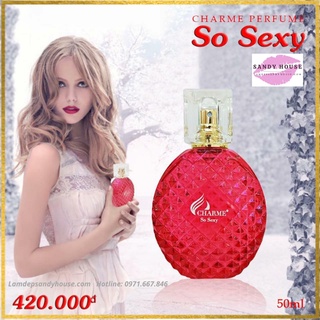 CHARME PERFUME
So Sexy
SANDY HOUSE
CHARME
So Sexy
Lamdepsandyhouse.com Hotline: 0971.667.846
420.000đ
50ml